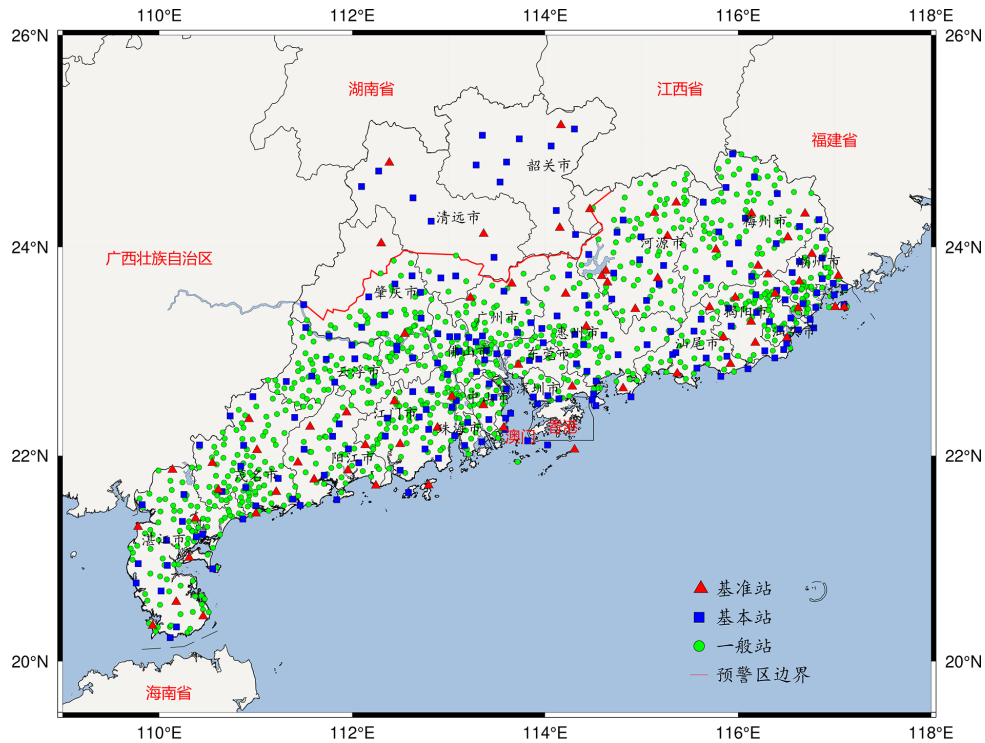 110°E 112°E 114°E 116°E 118°E
26°N 26°N
湖南省 江西省
福建省
韶关市
清远市 梅州市
河源市
24°N 24°N
广西壮族自治区 潮州市
肇庆市
广州市 揭阳市
惠州市 汕头市
佛山市 东莞市 汕尾市
云浮市
深圳市
中山市
江门市
珠海市 澳门 香港
22°N 22°N
阳江市
茂名市
湛江市
基准站
基本站
一般站
20°N 20°N
预警区边界
海南省
110°E 112°E 114°E 116°E 118°E